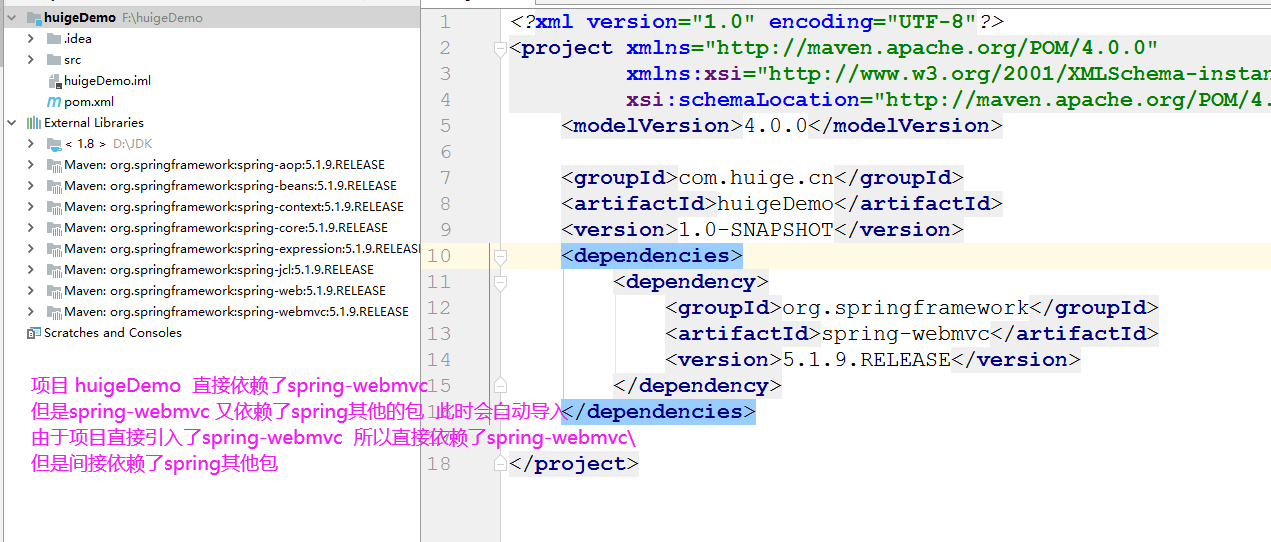 huigeDemo F:\huigeDemo
.idea
src
huigeDemo.iml
pom.xml
External Libraries
< 1.8 > D:\JDK
Maven: org.springframework:spring-aop:5.1.9.RELEASE
Maven: org.springframework:spring-beans:5.1.9.RELEASE
Maven: org.springframework:spring-context:5.1.9.RELEASE
Maven: org.springframework:spring-core:5.1.9.RELEASE
Maven: org.springframework:spring-expression:5.1.9.RELEASE
Maven: org.springframework:spring-jcl:5.1.9.RELEASE
Maven: org.springframework:spring-web:5.1.9.RELEASE
Maven: org.springframework:spring-webmvc:5.1.9.RELEASE
Scratches and Consoles
项目 huigeDemo 直接依赖了spring-webmvc
但是spring-webmvc 又依赖了spring其他的包 此时会自动导入
由于项目直接引入了spring-webmvc 所以直接依赖了spring-webmvc\
但是间接依赖了spring其他包
1 <?xml version="1.0" encoding="UTF-8"?>
2 <project xmlns="http://maven.apache.org/POM/4.0.0"
3 xmlns:xsi="http://www.w3.org/2001/XMLSchema-instan
4 xsi:schemaLocation="http://maven.apache.org/POM/4.
5 <modelVersion>4.0.0</modelVersion>
6
7 <groupId>com.huige.cn</groupId>
8 <artifactId>huigeDemo</artifactId>
9 <version>1.0-SNAPSHOT</version>
10 <dependencies>
11 <dependency>
12 <groupId>org.springframework</groupId>
13 <artifactId>spring-webmvc</artifactId>
14 <version>5.1.9.RELEASE</version>
15 </dependency>
</dependencies>
18 </project>